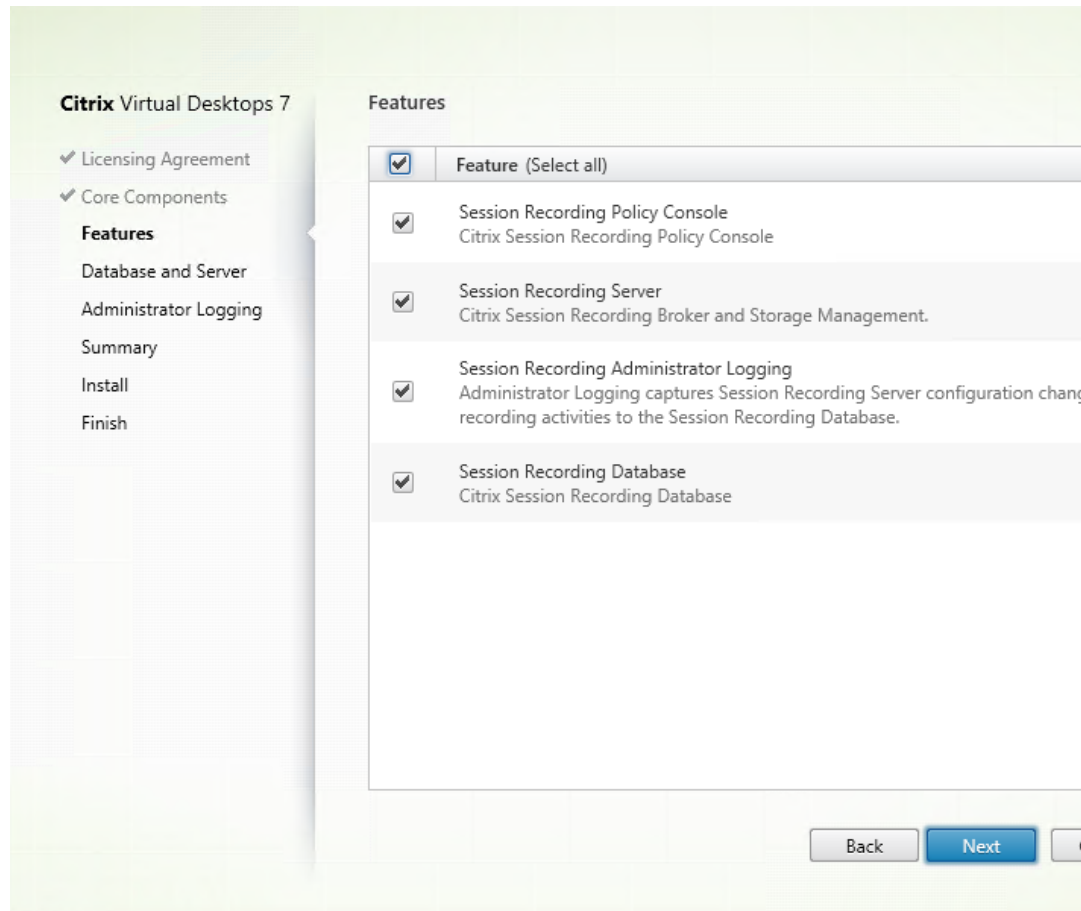 Citrix Virtual Desktops 7
Licensing Agreement
Core Components
Features
Database and Server
Administrator Logging
Summary
Install
Finish
Features
Feature (Select all)
Session Recording Policy Console
Citrix Session Recording Policy Console
Session Recording Server
Citrix Session Recording Broker and Storage Management.
Session Recording Administrator Logging
Administrator Logging captures Session Recording Server configuration
recording activities to the Session Recording Database.
Session Recording Database
Citrix Session Recording Database
Back
Next